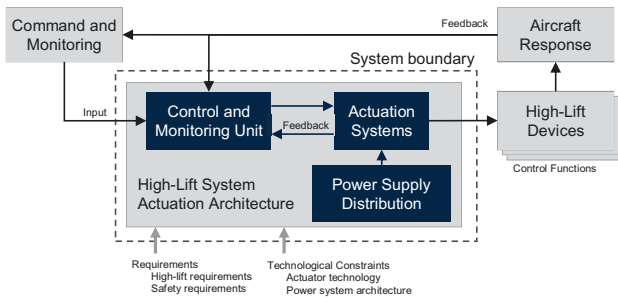 Command and
Monitoring
Feedback
Aircraft
Response
System boundary
Input
Control and
Monitoring Unit
Feedback
Actuation
Systems
High-Lift
Devices
Control Functions
High-Lift System
Actuation Architecture
Power Supply
Distribution
Requirements
High-lift requirements
Safety requirements
Technological Constraints
Actuator technology
Power system architecture